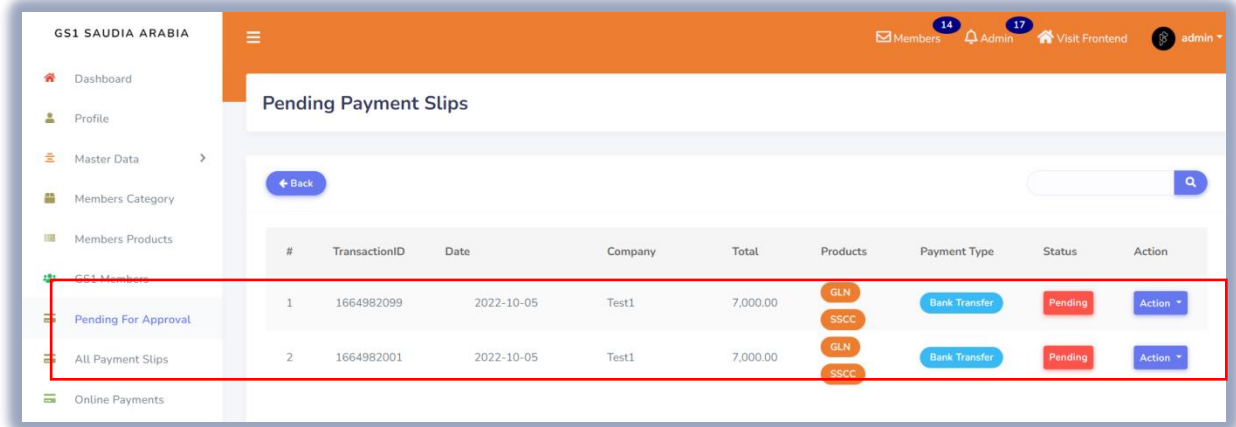 GS1 SAUDIA ARABIA
14
17
Members
Admin
Visit Frontend
admin
Dashboard
Profile
Master Data
Members Category
Members Products
GS1 Members
Pending For Approval
All Payment Slips
Online Payments
Pending Payment Slips
Back
# TransactionID Date Company Total Products Payment Type Status Action
1 1664982099 2022-10-05 Test1 7,000.00 GLN SSCC Bank Transfer Pending Action
2 1664982001 2022-10-05 Test1 7,000.00 GLN SSCC Bank Transfer Pending Action